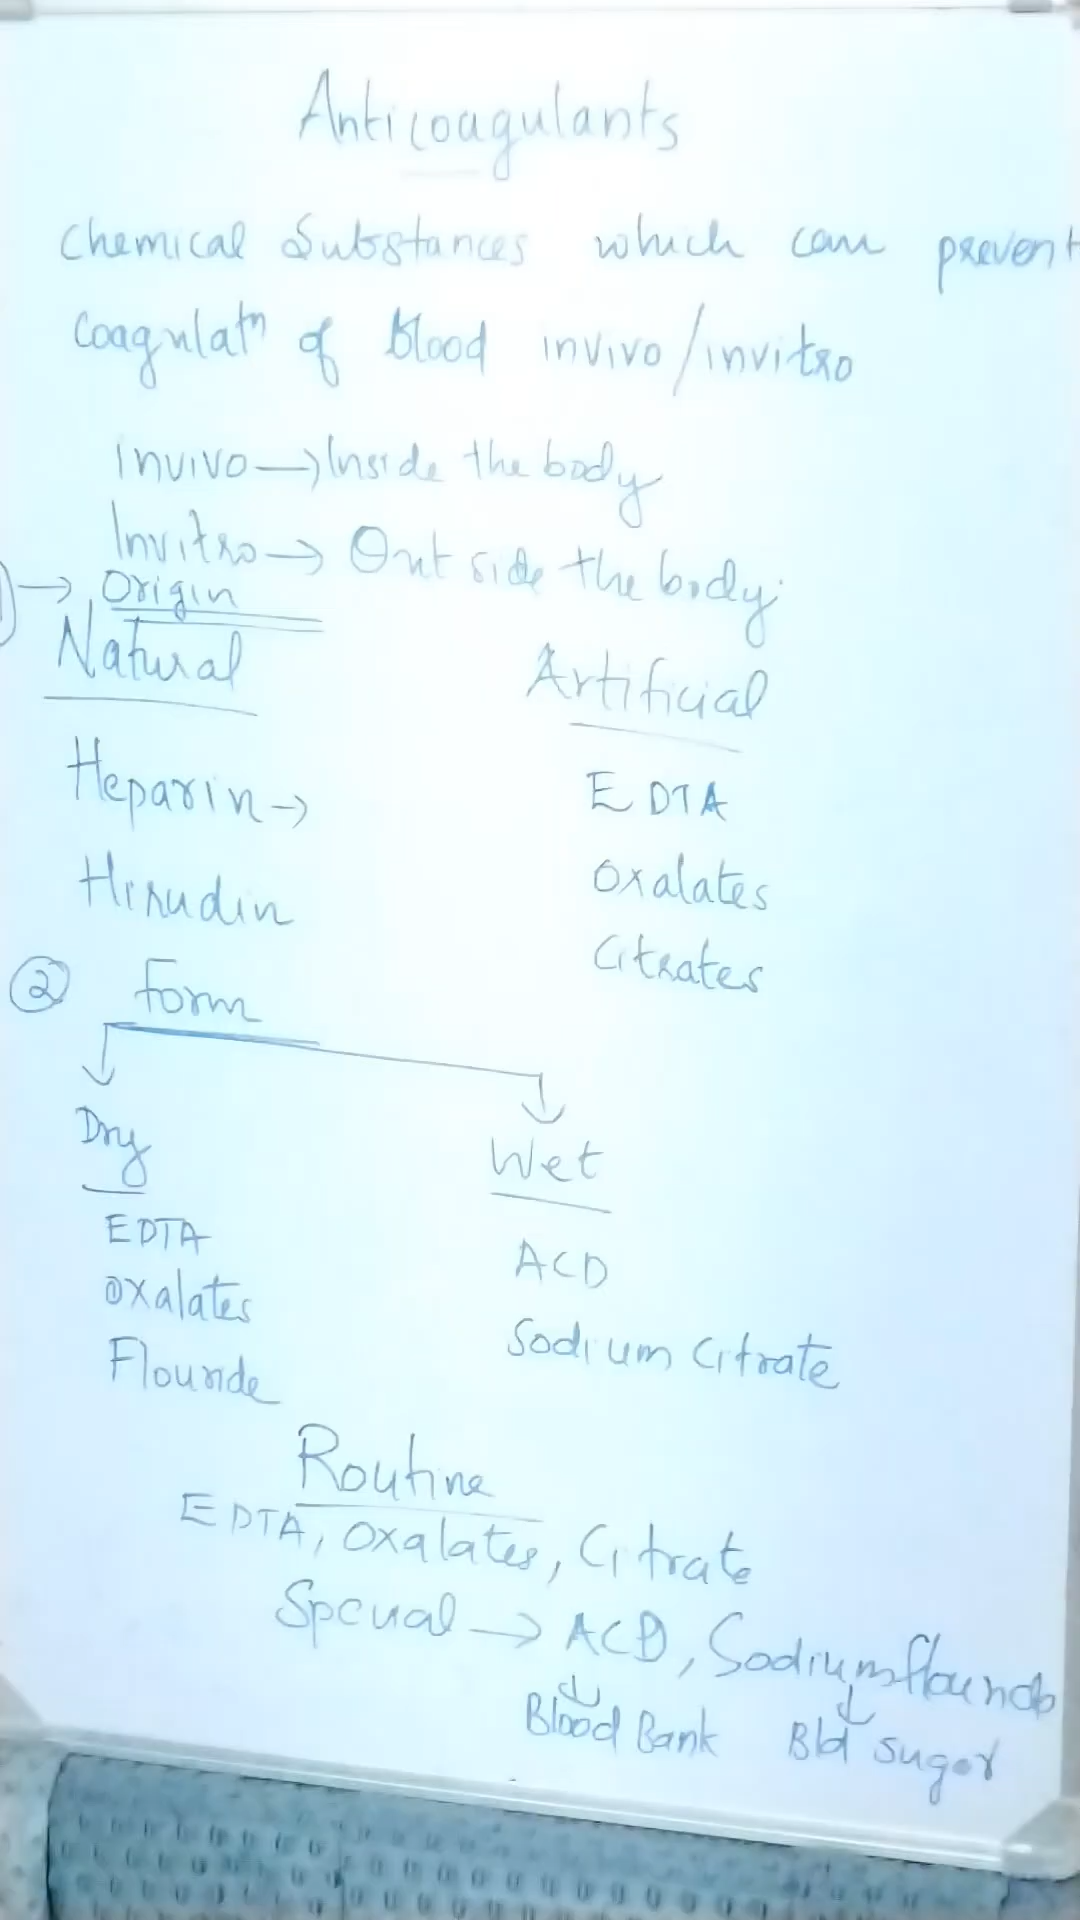 Anticoagulants
Chemical Substances which can prevent
Coagulatn of Blood invivo/invitro
Invivo → Inside the body
Invitro → Out side the body
→ Origin
Natural Artificial
Heparin → EDTA
Hirudin Oxalates
Citrates
② Form
Dry Wet
EDTA ACD
Oxalates Sodium Citrate
Flouride
Routine
EDTA, Oxalates, Citrate
Special → ACD, Sodium flouride
Blood Bank Bld sugar